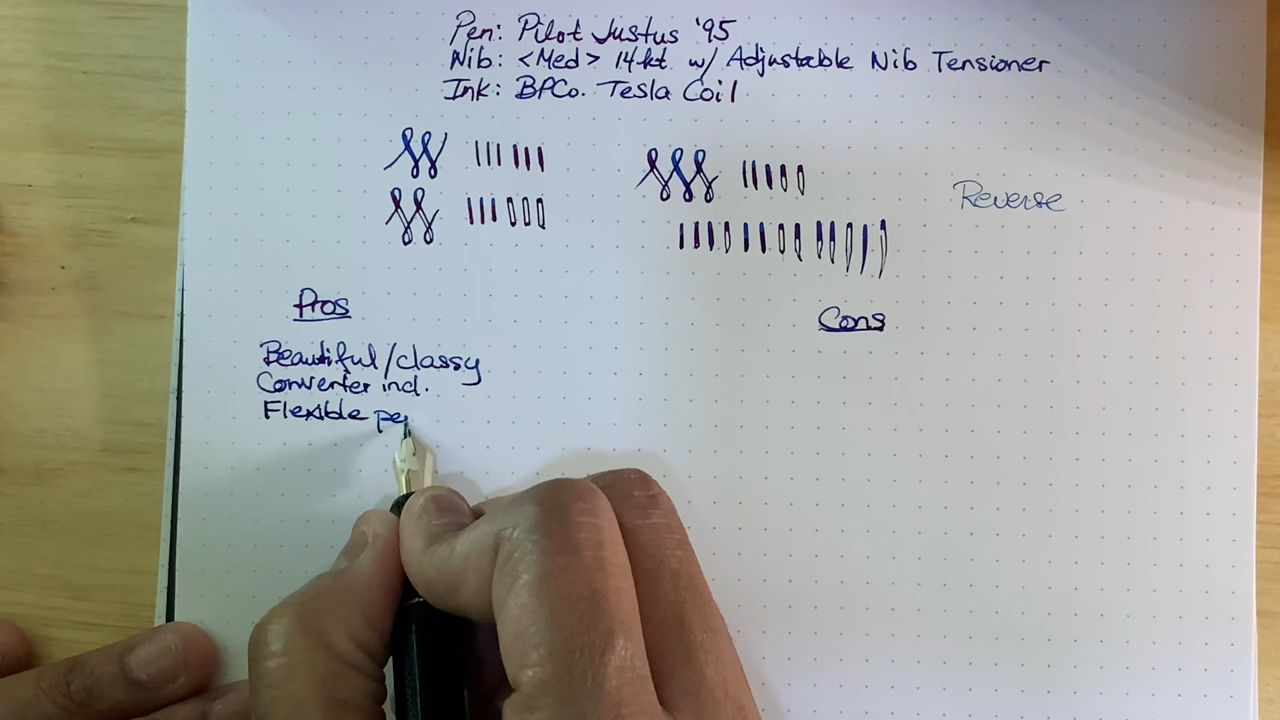 Pen: Pilot Justus '95
Nib: <Med> 14kt w/ Adjustable Nib Tensioner
Ink: BPCo. Tesla Coil
Reverse
Pros
Cons
Beautiful/classy
Converter incl.
Flexible pe